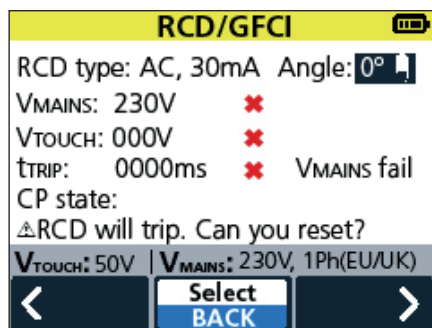 RCD/GFCI
RCD type: AC, 30mA Angle: 0°
VMAINS: 230V
VTOUCH: 000V
tTRIP: 0000ms VMAINS fail
CP state:
⚠RCD will trip. Can you reset?
VTOUCH: 50V | VMAINS: 230V, 1Ph(EU/UK)
< Select >
BACK